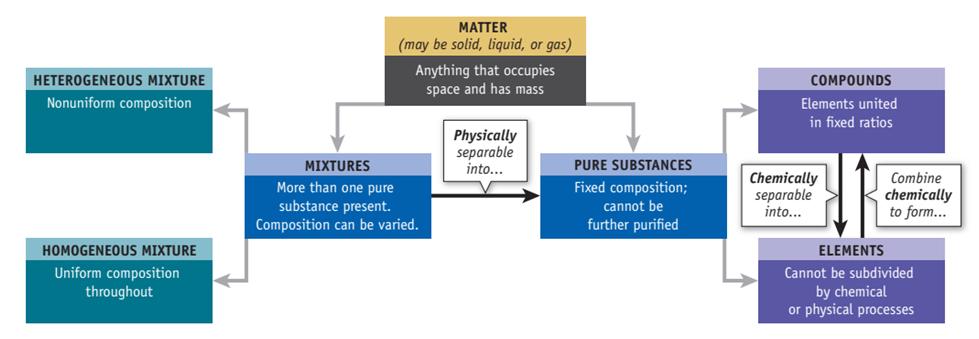 MATTER
(may be solid, liquid, or gas)
Anything that occupies
space and has mass
HETEROGENEOUS MIXTURE
Nonuniform composition
HOMOGENEOUS MIXTURE
Uniform composition
throughout
MIXTURES
More than one pure
substance present.
Composition can be varied.
Physically
separable
into...
PURE SUBSTANCES
Fixed composition;
cannot be
further purified
COMPOUNDS
Elements united
in fixed ratios
Chemically
separable
into...
Combine
chemically
to form...
ELEMENTS
Cannot be subdivided
by chemical
or physical processes